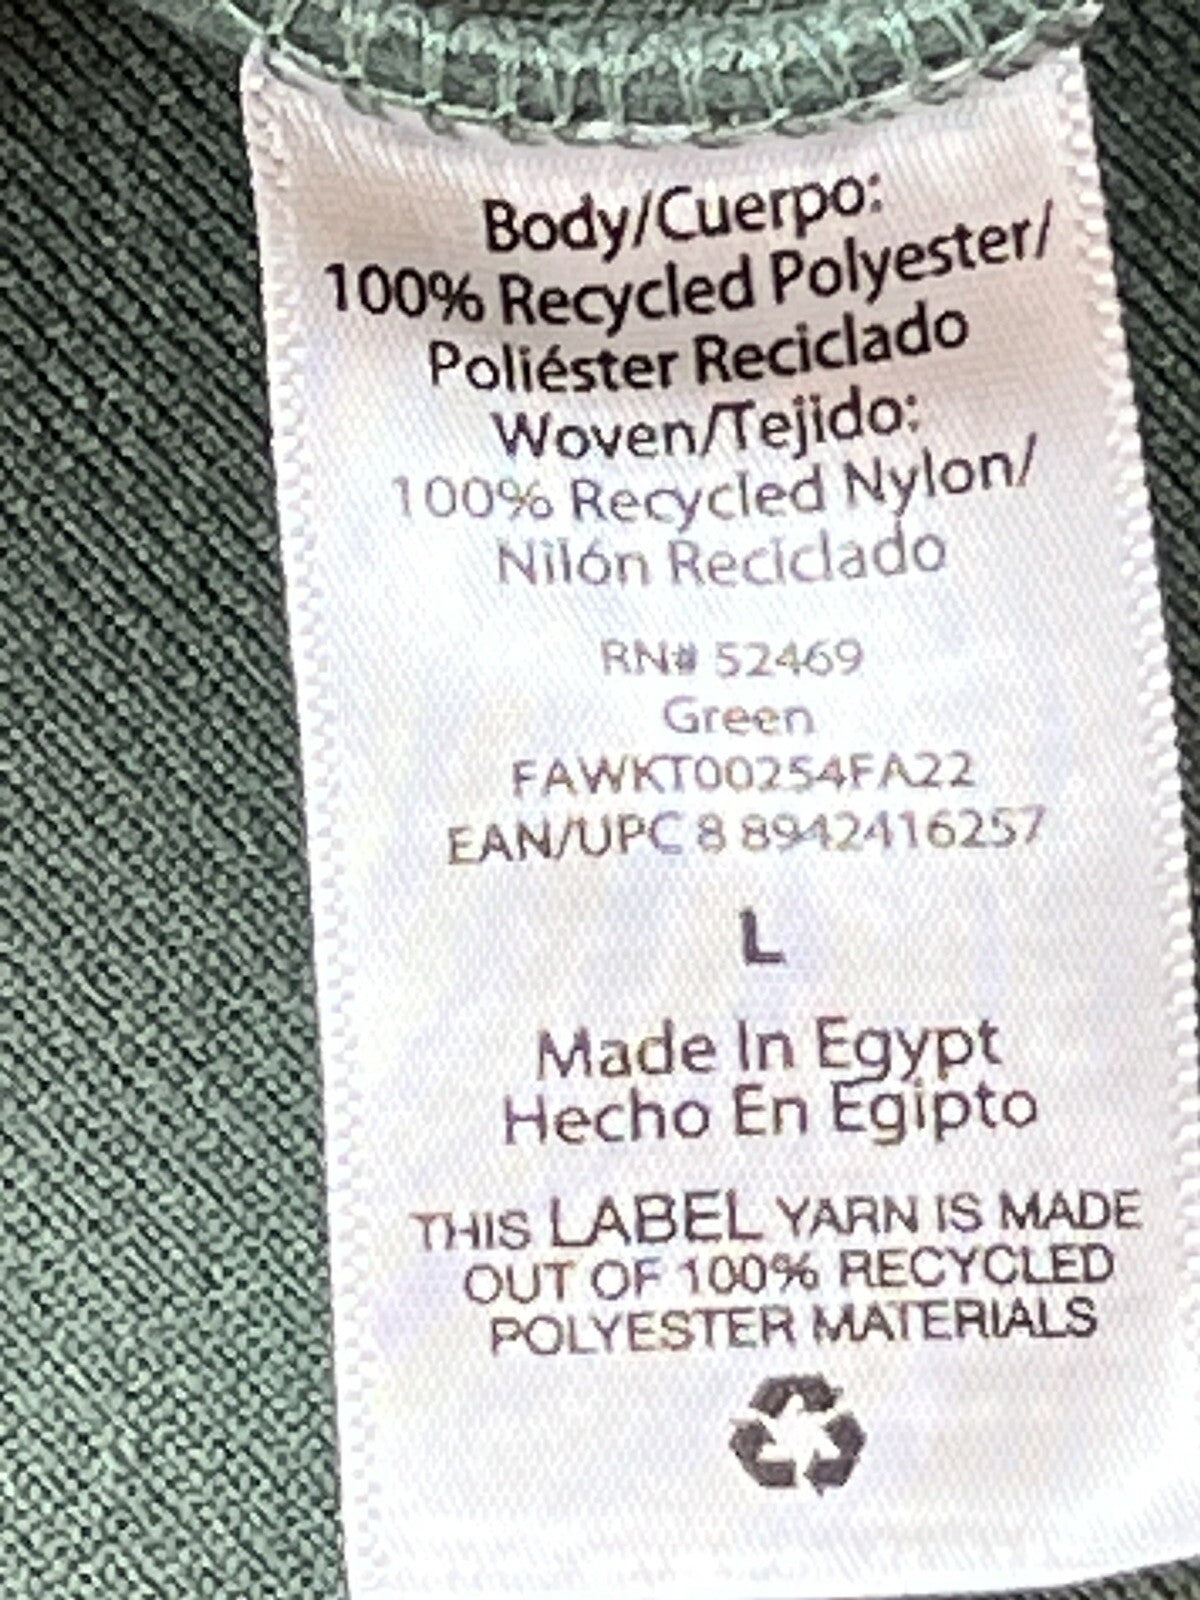 Body/Cuerpo:
100% Recycled Polyester/
Poliéster Reciclado
Woven/Tejido:
100% Recycled Nylon/
Nilón Reciclado
RN# 52469
Green
FAWKT00254FA22
EAN/UPC 8 8942416257
L
Made In Egypt
Hecho En Egipto
THIS LABEL YARN IS MADE
OUT OF 100% RECYCLED
POLYESTER MATERIALS